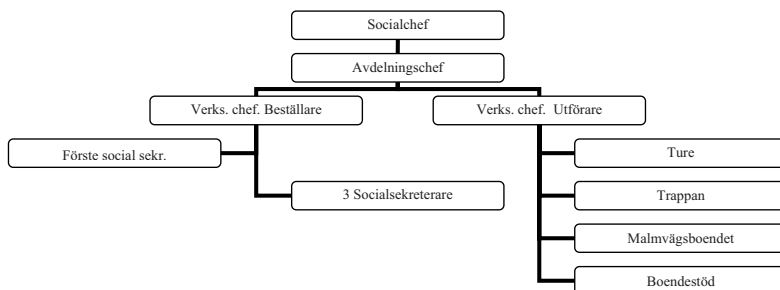 Socialchef
Avdelningschef
Verks. chef. Beställare
Verks. chef.  Utförare
Förste social sekr.
Ture
3 Socialsekreterare
Trappan
Malmvägsboendet
Boendestöd